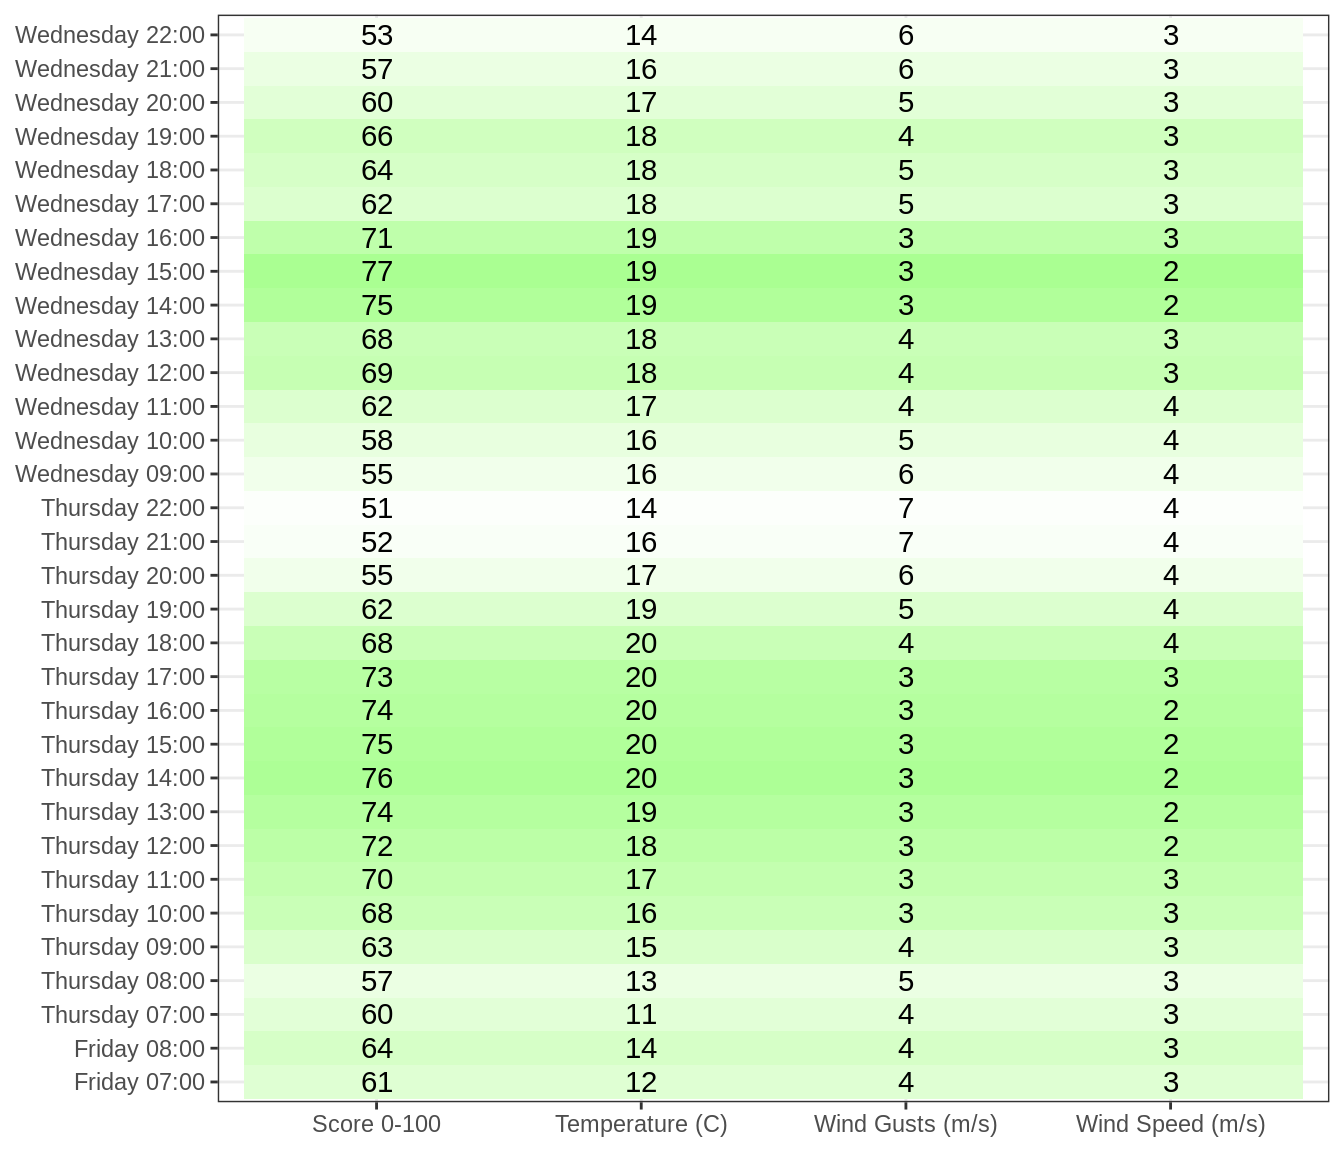 Wednesday 22:00 53 14 6 3
Wednesday 21:00 57 16 6 3
Wednesday 20:00 60 17 5 3
Wednesday 19:00 66 18 4 3
Wednesday 18:00 64 18 5 3
Wednesday 17:00 62 18 5 3
Wednesday 16:00 71 19 3 3
Wednesday 15:00 77 19 3 2
Wednesday 14:00 75 19 3 2
Wednesday 13:00 68 18 4 3
Wednesday 12:00 69 18 4 3
Wednesday 11:00 62 17 4 4
Wednesday 10:00 58 16 5 4
Wednesday 09:00 55 16 6 4
Thursday 22:00 51 14 7 4
Thursday 21:00 52 16 7 4
Thursday 20:00 55 17 6 4
Thursday 19:00 62 19 5 4
Thursday 18:00 68 20 4 4
Thursday 17:00 73 20 3 3
Thursday 16:00 74 20 3 2
Thursday 15:00 75 20 3 2
Thursday 14:00 76 20 3 2
Thursday 13:00 74 19 3 2
Thursday 12:00 72 18 3 2
Thursday 11:00 70 17 3 3
Thursday 10:00 68 16 3 3
Thursday 09:00 63 15 4 3
Thursday 08:00 57 13 5 3
Thursday 07:00 60 11 4 3
Friday 08:00 64 14 4 3
Friday 07:00 61 12 4 3
Score 0-100 Temperature (C) Wind Gusts (m/s) Wind Speed (m/s)